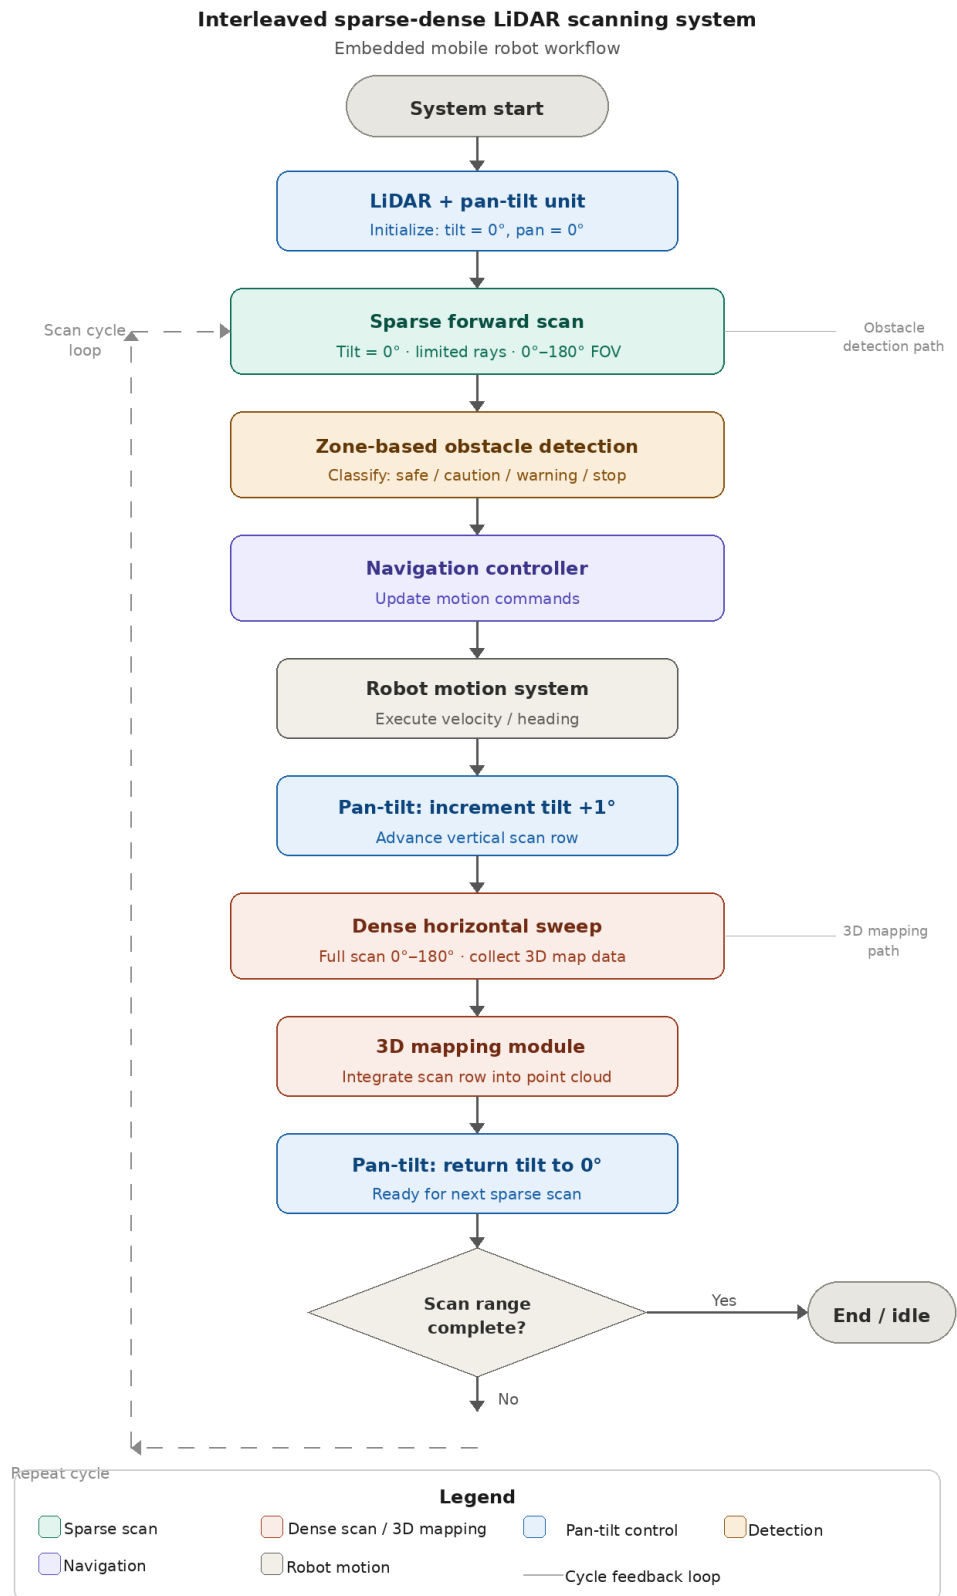 Interleaved sparse-dense LiDAR scanning system
Embedded mobile robot workflow
System start
LiDAR + pan-tilt unit
Initialize: tilt = 0°, pan = 0°
Scan cycle
loop
Sparse forward scan
Tilt = 0° · limited rays · 0°–180° FOV
Obstacle
detection path
Zone-based obstacle detection
Classify: safe / caution / warning / stop
Navigation controller
Update motion commands
Robot motion system
Execute velocity / heading
Pan-tilt: increment tilt +1°
Advance vertical scan row
Dense horizontal sweep
Full scan 0°–180° · collect 3D map data
3D mapping
path
3D mapping module
Integrate scan row into point cloud
Pan-tilt: return tilt to 0°
Ready for next sparse scan
Scan range
complete?
Yes
End / idle
No
Repeat cycle
Legend
Sparse scan
Dense scan / 3D mapping
Pan-tilt control
Detection
Navigation
Robot motion
Cycle feedback loop